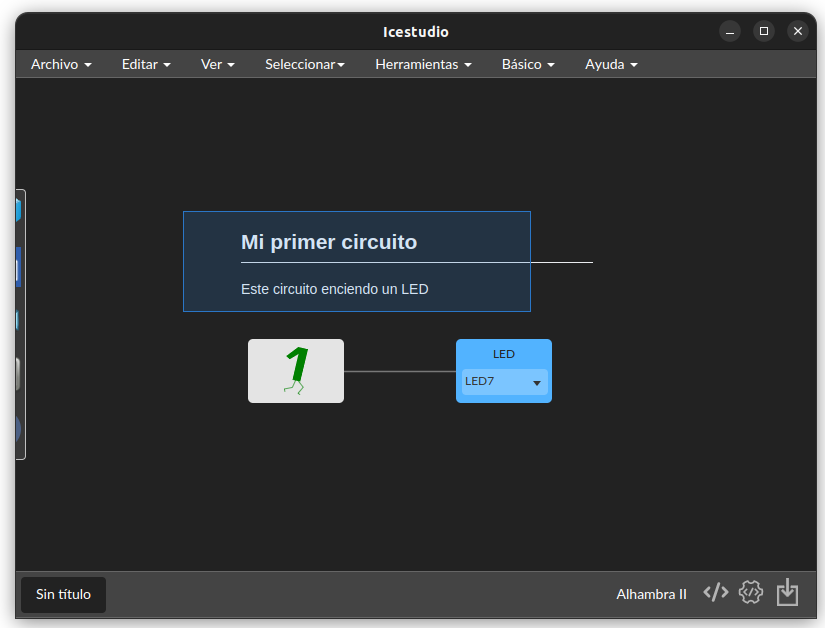 Icestudio
Archivo Editar Ver Seleccionar Herramientas Básico Ayuda
Mi primer circuito
Este circuito enciendo un LED
1
LED
LED7
Sin título
Alhambra II